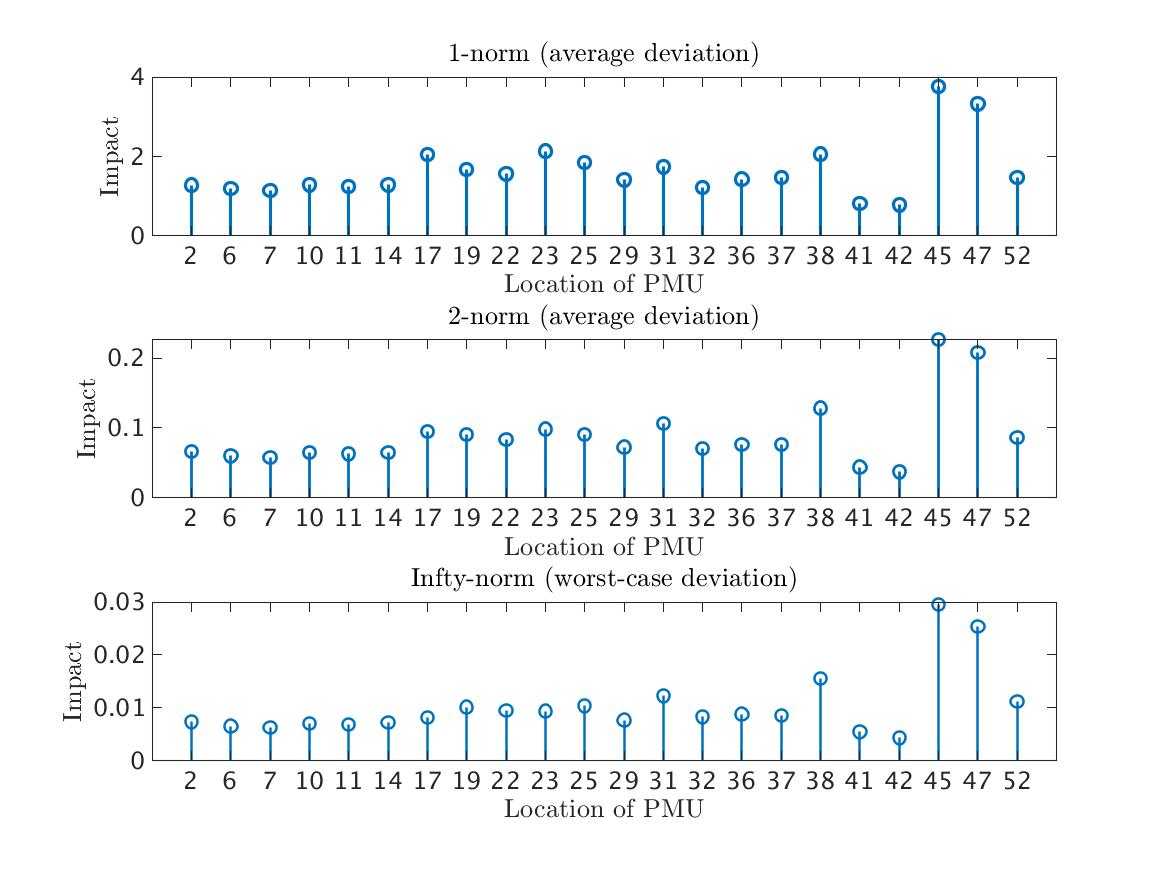 1-norm (average deviation)
4
2
0
Impact
2 6 7 10 11 14 17 19 22 23 25 29 31 32 36 37 38 41 42 45 47 52
Location of PMU
2-norm (average deviation)
0.2
0.1
0
Impact
2 6 7 10 11 14 17 19 22 23 25 29 31 32 36 37 38 41 42 45 47 52
Location of PMU
Infty-norm (worst-case deviation)
0.03
0.02
0.01
0
Impact
2 6 7 10 11 14 17 19 22 23 25 29 31 32 36 37 38 41 42 45 47 52
Location of PMU